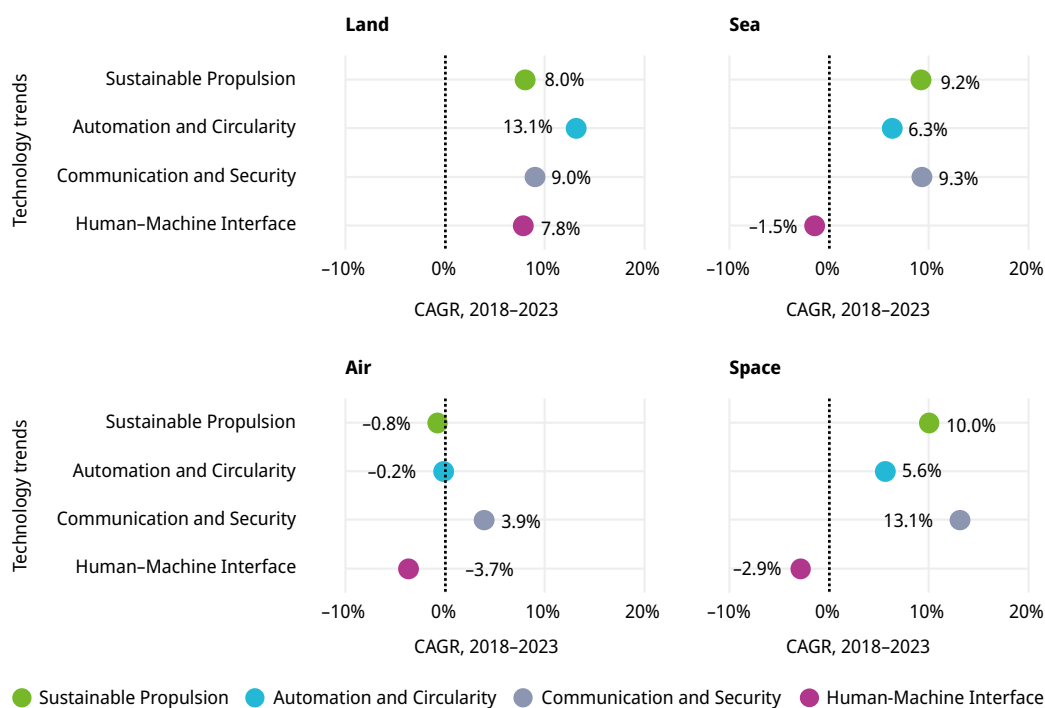 Land
Technology trends
Sustainable Propulsion
8.0%
Automation and Circularity
13.1%
Communication and Security
9.0%
Human–Machine Interface
7.8%
–10% 0% 10% 20%
CAGR, 2018–2023
Sea
9.2%
6.3%
9.3%
–1.5%
–10% 0% 10% 20%
CAGR, 2018–2023
Air
Technology trends
Sustainable Propulsion
–0.8%
Automation and Circularity
–0.2%
Communication and Security
3.9%
Human–Machine Interface
–3.7%
–10% 0% 10% 20%
CAGR, 2018–2023
Space
10.0%
5.6%
13.1%
–2.9%
–10% 0% 10% 20%
CAGR, 2018–2023
Sustainable Propulsion Automation and Circularity Communication and Security Human-Machine Interface